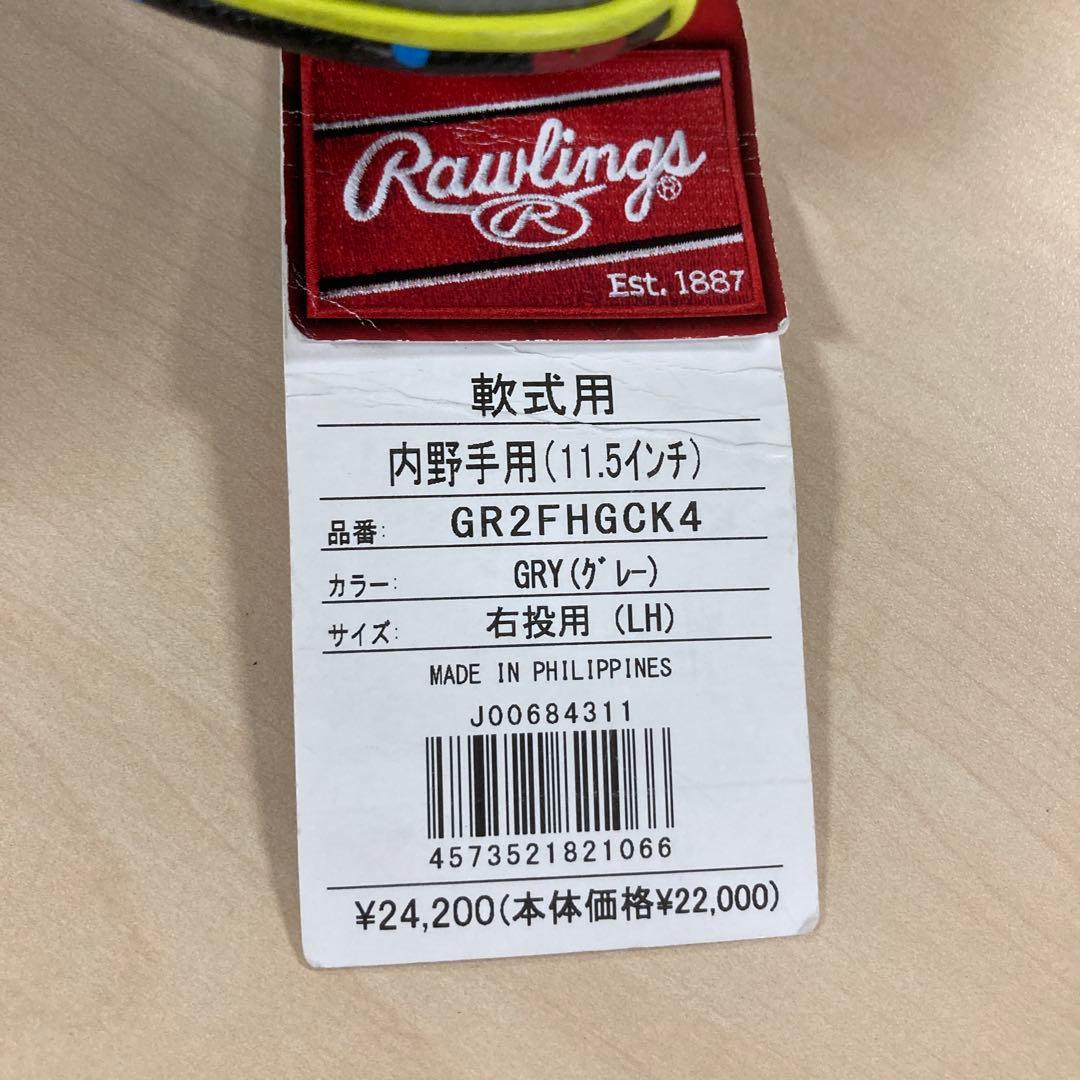 Rawlings®
R
Est. 1887
軟式用
内野手用(11.5ｲﾝﾁ)
品番: GR2FHGCK4
カラー: GRY(ｸﾞﾚｰ)
サイズ: 右投用 (LH)
MADE IN PHILIPPINES
J00684311
4573521821066
¥24,200(本体価格¥22,000)